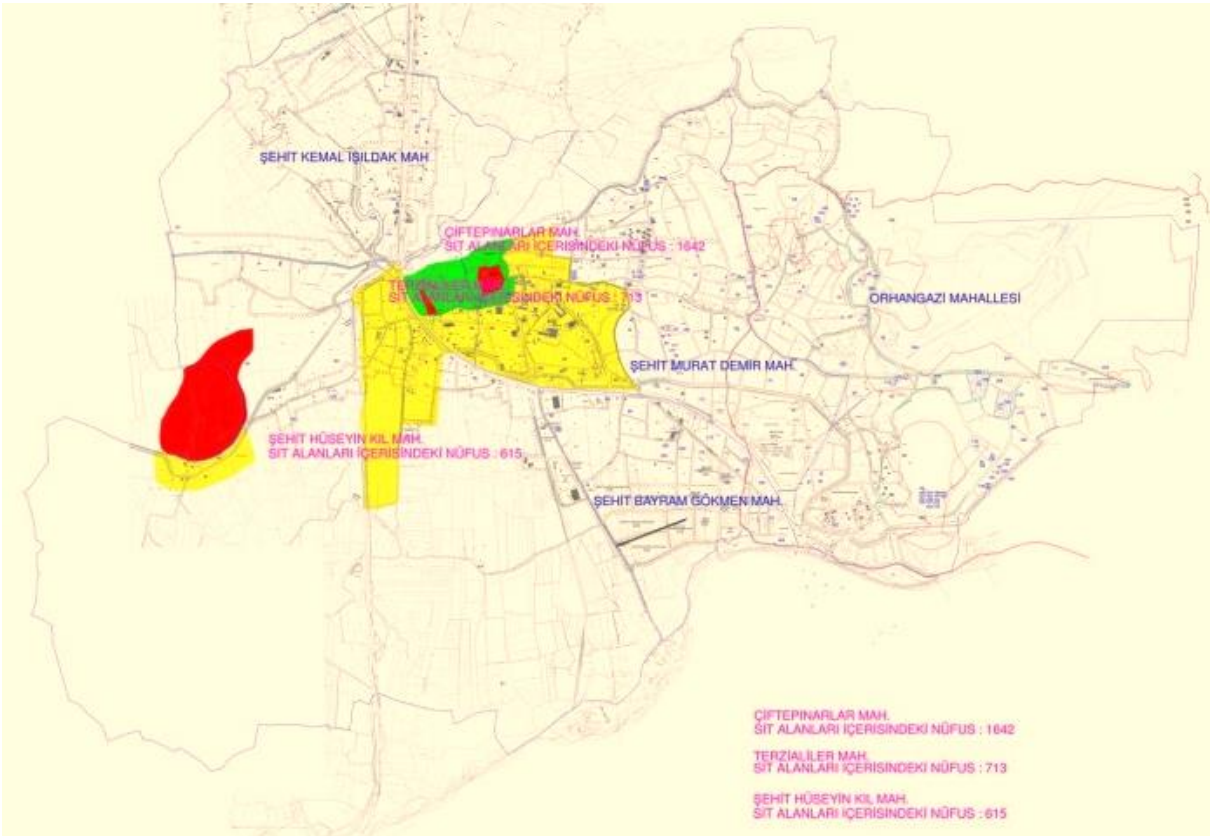 ŞEHİT KEMAL IŞILDAK MAH
ÇİFTEPINARLAR MAH.
SİT ALANLARI İÇERİSİNDEKİ NÜFUS : 1642
NÜFUS : 713
ORHANGAZİ MAHALLESİ
ŞEHİT MURAT DEMİR MAH.
ŞEHİT HÜSEYİN KIL MAH.
SİT ALANLARI İÇERİSİNDEKİ NÜFUS : 615
ŞEHİT BAYRAM GÖKMEN MAH.
ÇİFTEPINARLAR MAH.
SİT ALANLARI İÇERİSİNDEKİ NÜFUS : 1642
TERZİALİLER MAH.
SİT ALANLARI İÇERİSİNDEKİ NÜFUS : 713
ŞEHİT HÜSEYİN KIL MAH.
SİT ALANLARI İÇERİSİNDEKİ NÜFUS : 615